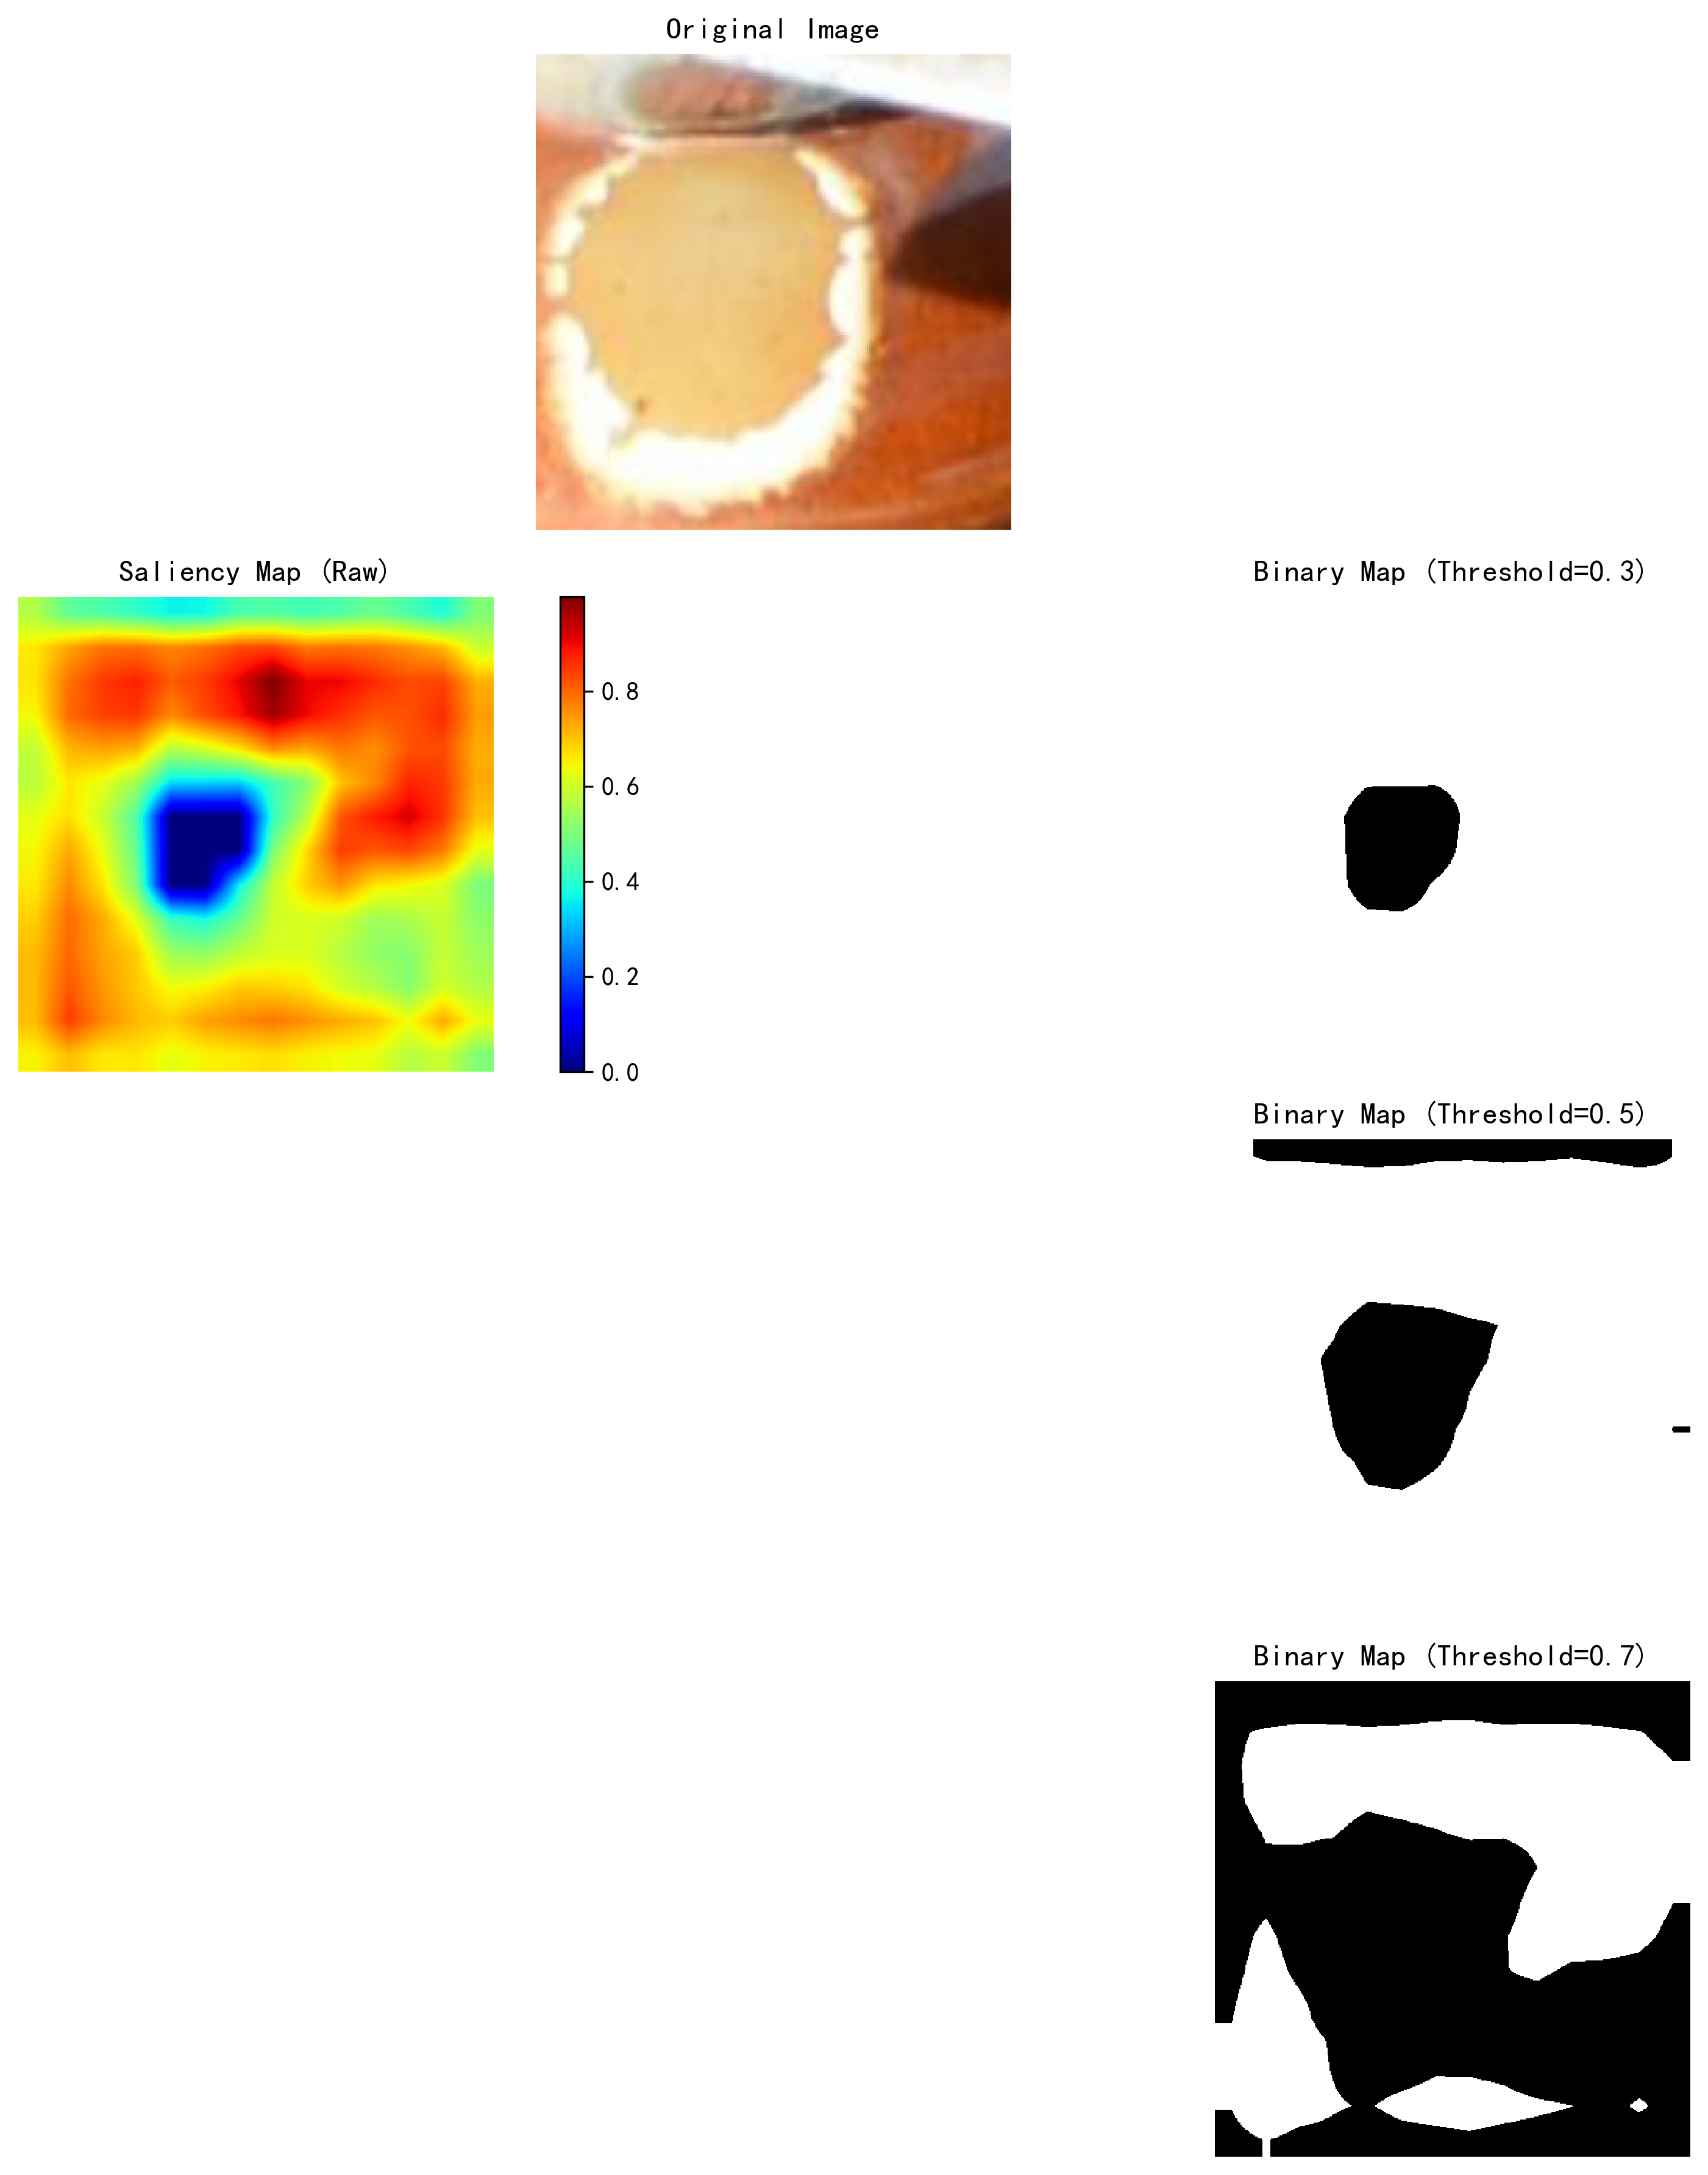 Original Image
Saliency Map (Raw)
Binary Map (Threshold=0.3)
0.8
0.6
0.4
0.2
0.0
Binary Map (Threshold=0.5)
Binary Map (Threshold=0.7)